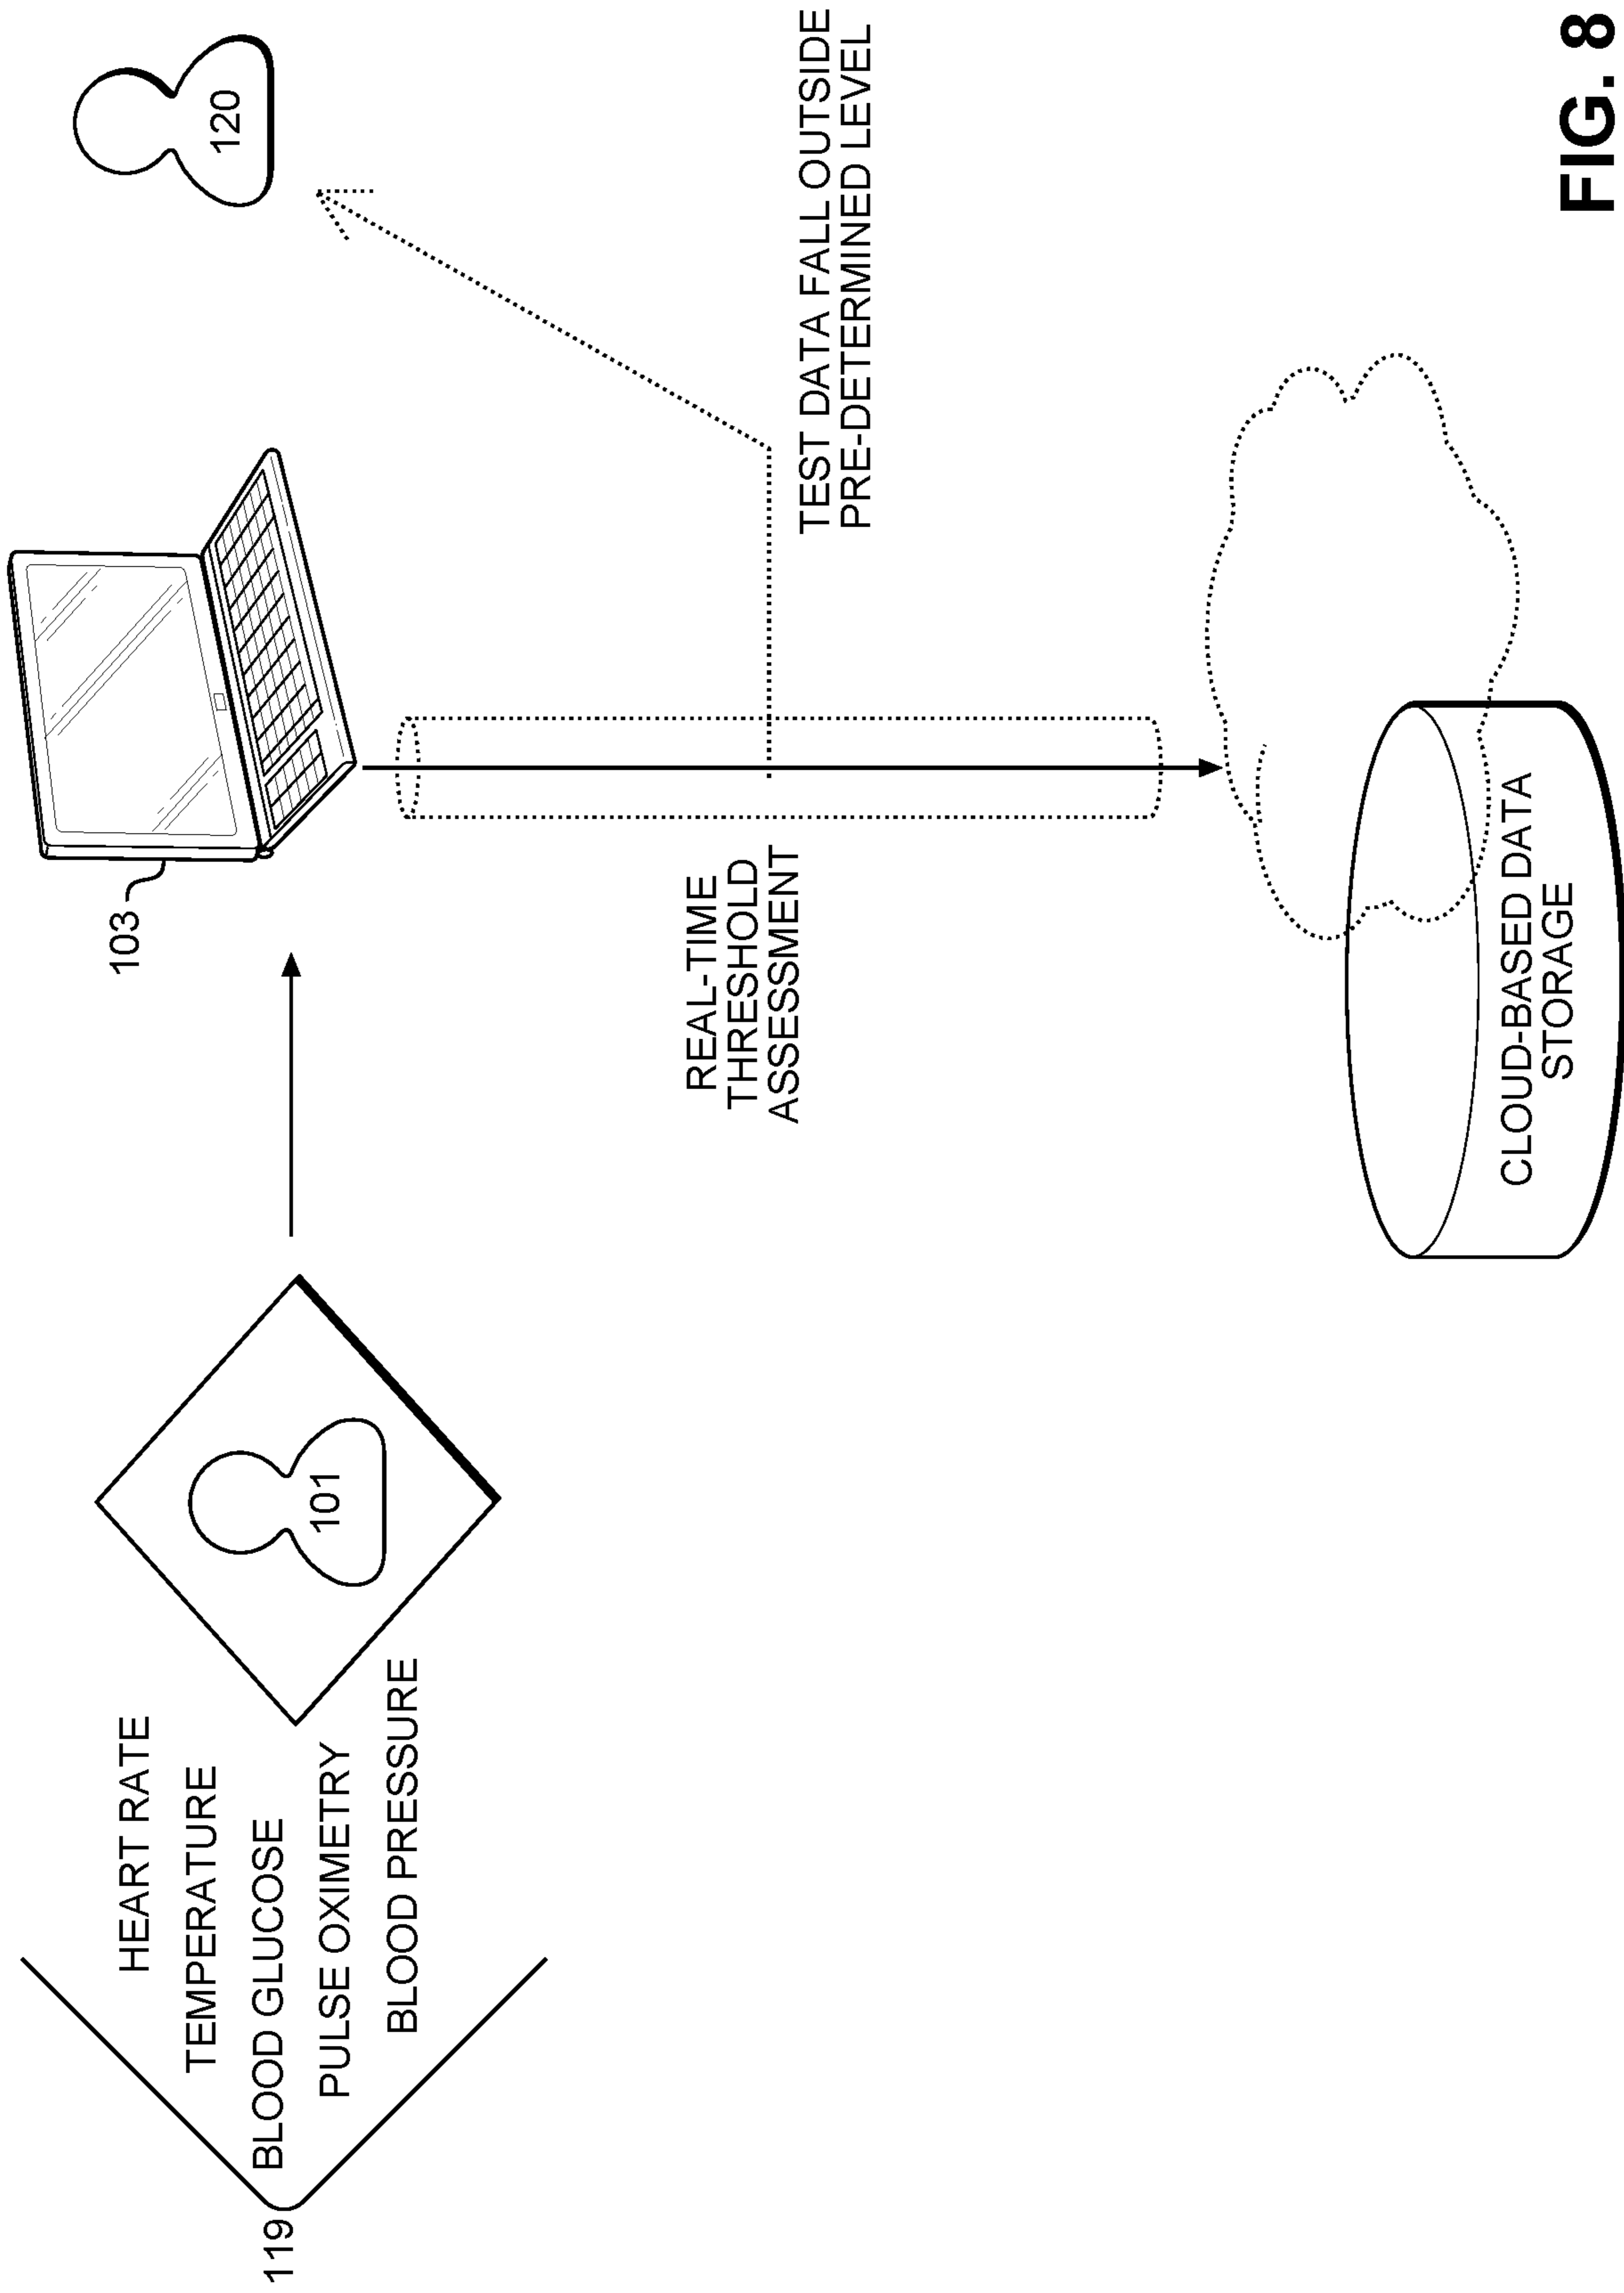 119
HEART RATE
TEMPERATURE
BLOOD GLUCOSE
PULSE OXIMETRY
BLOOD PRESSURE
101
103
120
REAL-TIME
THRESHOLD
ASSESSMENT
TEST DATA FALL OUTSIDE
PRE-DETERMINED LEVEL
CLOUD-BASED DATA
STORAGE
FIG. 8